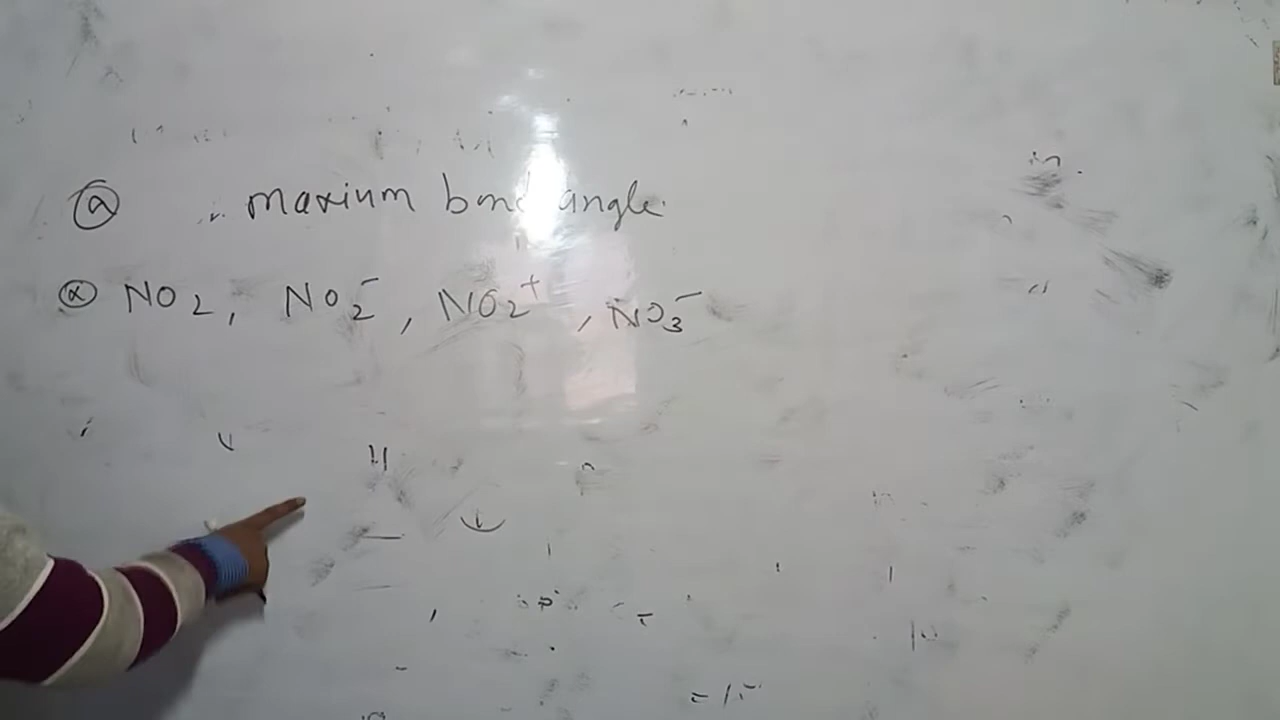 ⓐ maxium bond angle
ⓧ NO2, NO2⁻, NO2⁺, NO3⁻